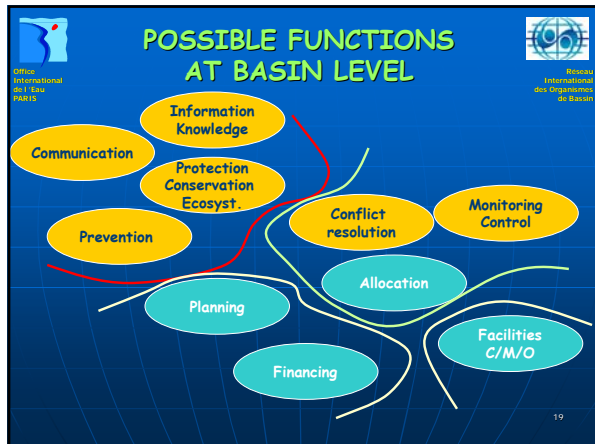 POSSIBLE FUNCTIONS
AT BASIN LEVEL
Office
International
de l 'Eau
PARIS
Réseau
International
des Organismes
de Bassin
Information
Knowledge
Communication
Protection
Conservation
Ecosyst.
Prevention
Conflict
resolution
Monitoring
Control
Allocation
Planning
Facilities
C/M/O
Financing
19